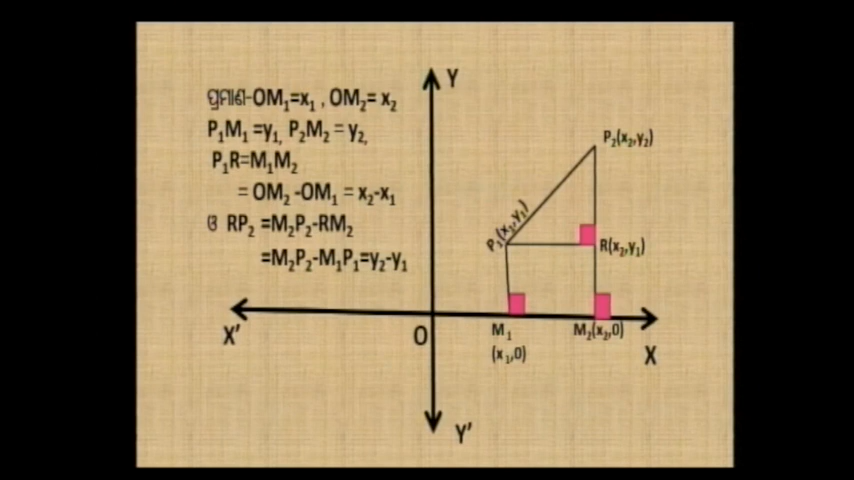 ପ୍ରମାଣ-OM₁=x₁ , OM₂= x₂
P₁M₁ =y₁, P₂M₂ = y₂,
P₁R=M₁M₂
= OM₂ -OM₁ = x₂-x₁
ଓ RP₂ =M₂P₂-RM₂
=M₂P₂-M₁P₁=y₂-y₁
Y
P₂(x₂,y₂)
P₁(x₁,y₁)
R(x₂,y₁)
X'
O
M₁
(x₁,0)
M₂(x₂,0)
X
Y'